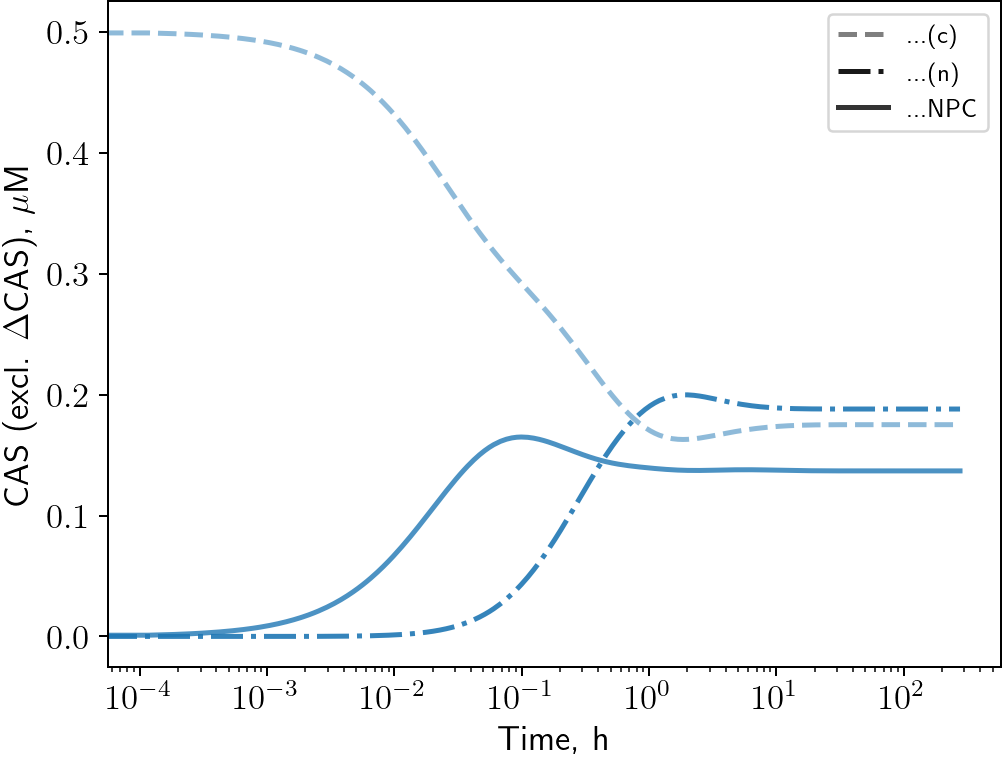 0.5
0.4
0.3
0.2
0.1
0.0
CAS (excl. ΔCAS), μM
...(c)
...(n)
...NPC
10⁻⁴ 10⁻³ 10⁻² 10⁻¹ 10⁰ 10¹ 10²
Time, h